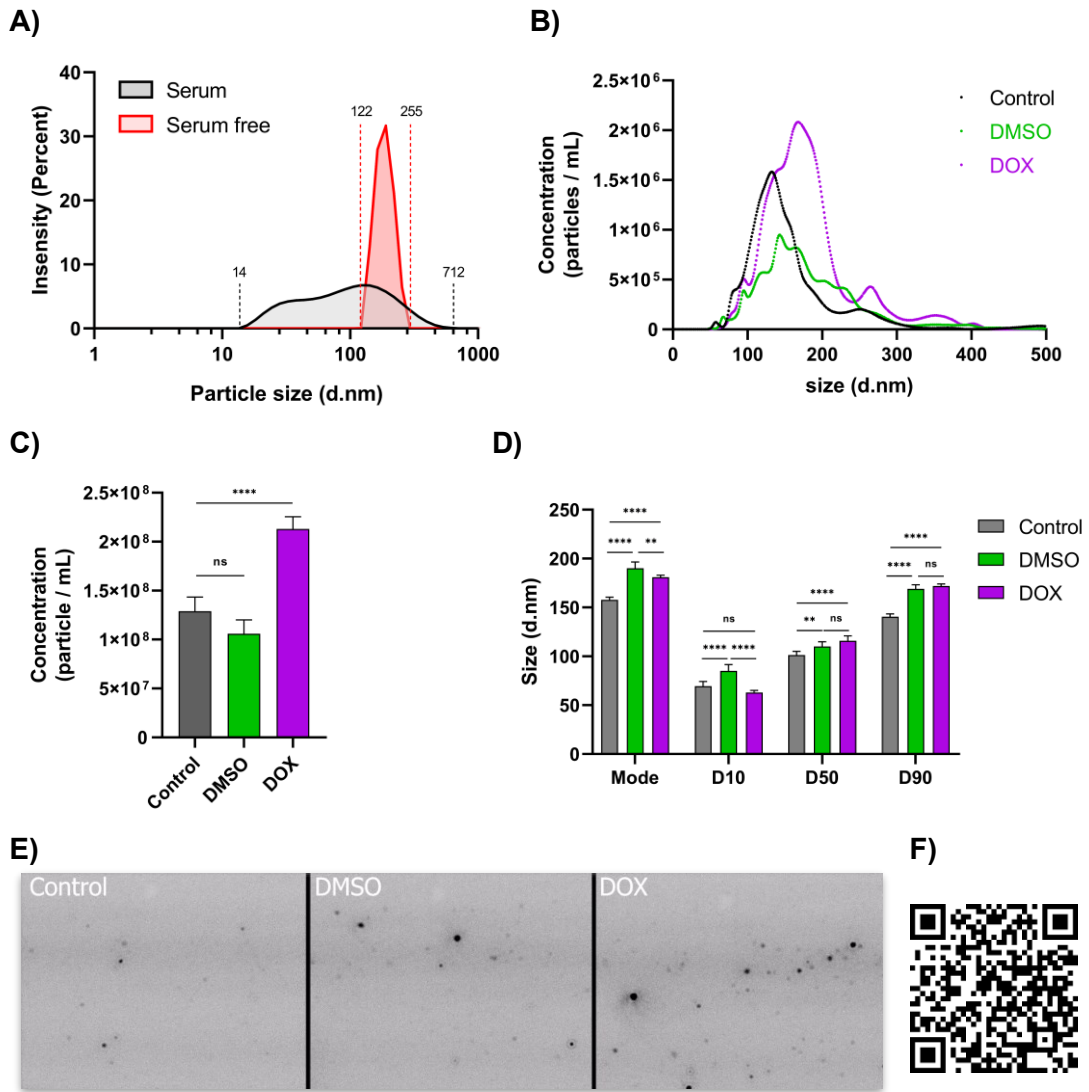 A)
Insensity (Percent)
40
30
20
10
0
Serum
Serum free
122
255
14
712
1
10
100
1000
Particle size (d.nm)
B)
Concentration
(particles / mL)
2.5×10⁶
2×10⁶
1.5×10⁶
1×10⁶
5×10⁵
0
Control
DMSO
DOX
0
100
200
300
400
500
size (d.nm)
C)
Concentration
(particle / mL)
2.5×10⁸
2×10⁸
1.5×10⁸
1×10⁸
5×10⁷
0
****
ns
Control
DMSO
DOX
D)
Size (d.nm)
250
200
150
100
50
0
****
**** **
ns
**** ****
****
** ns
****
**** ns
Mode
D10
D50
D90
Control
DMSO
DOX
E)
Control
DMSO
DOX
F)